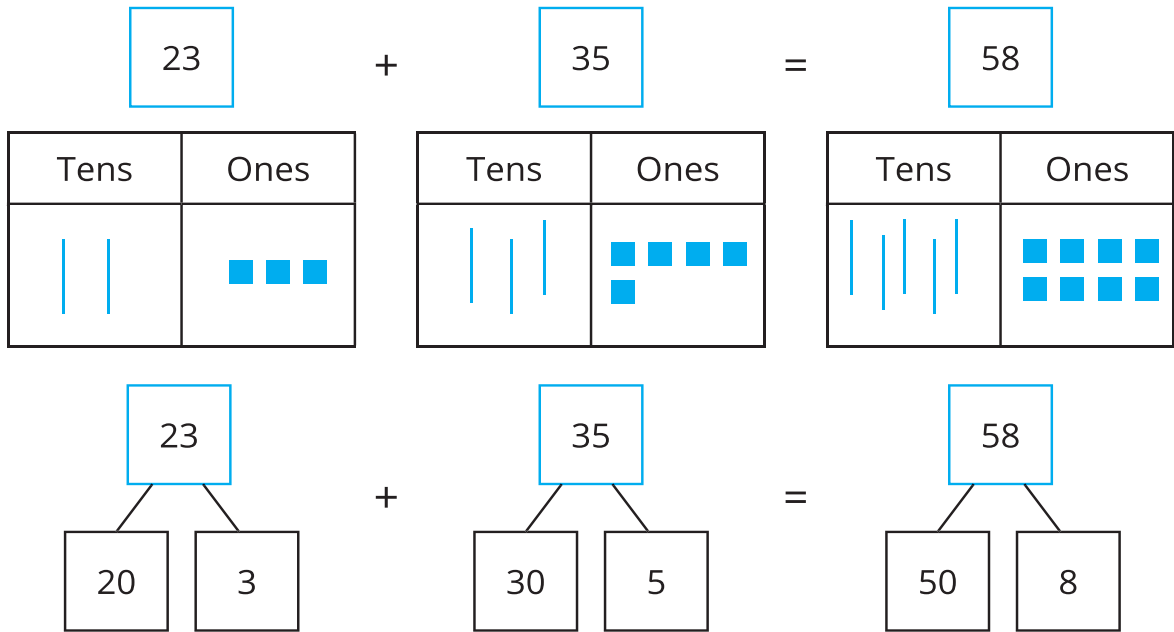 23 + 35 = 58
Tens Ones Tens Ones Tens Ones
23 35 58
+ =
20 3 30 5 50 8